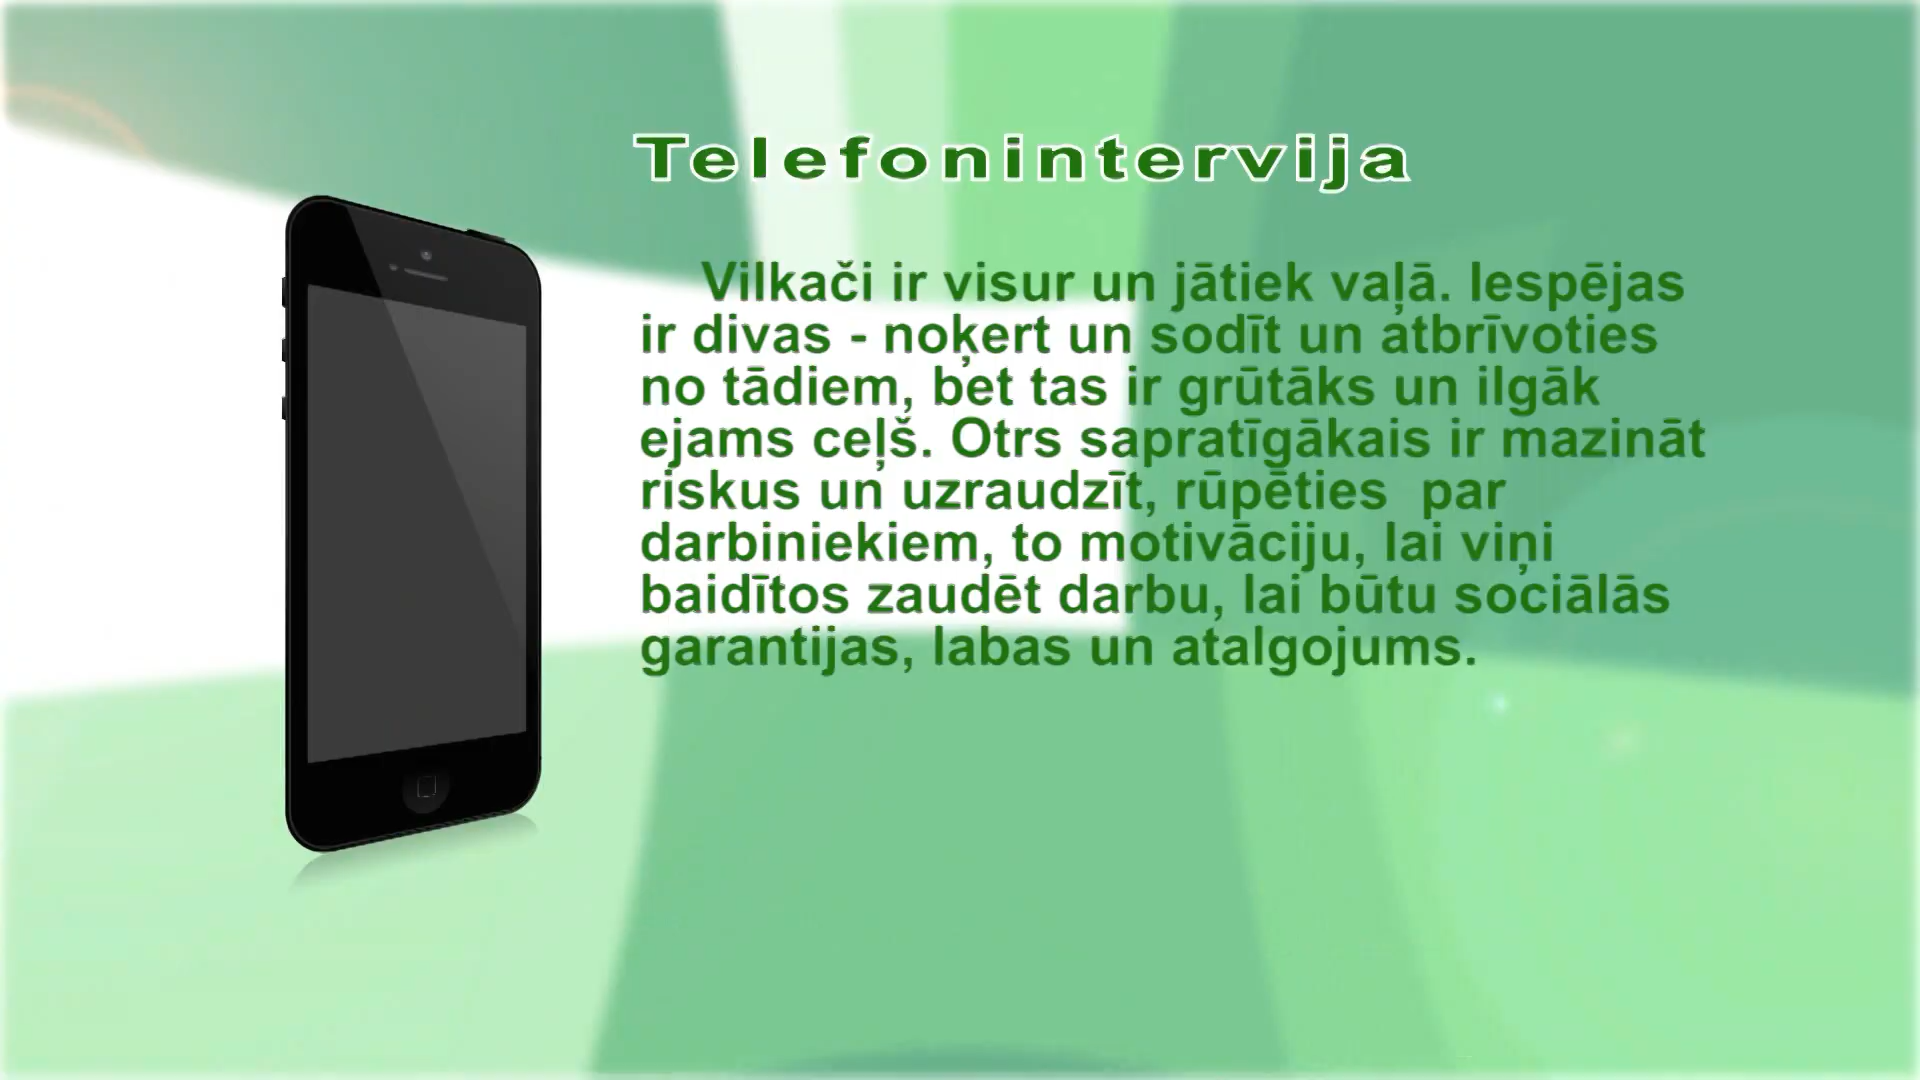 Telefonintervija
Vilkači ir visur un jātiek vaļā. Iespējas
ir divas - noķert un sodīt un atbrīvoties
no tādiem, bet tas ir grūtāks un ilgāk
ejams ceļš. Otrs sapratīgākais ir mazināt
riskus un uzraudzīt, rūpēties  par
darbiniekiem, to motivāciju, lai viņi
baidītos zaudēt darbu, lai būtu sociālās
garantijas, labas un atalgojums.